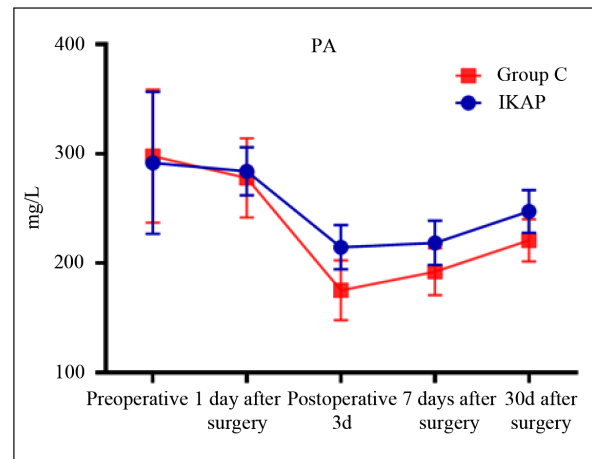 PA
Group C
IKAP
mg/L
400
300
200
100
Preoperative
1 day after
surgery
Postoperative
3d
7 days after
surgery
30d after
surgery